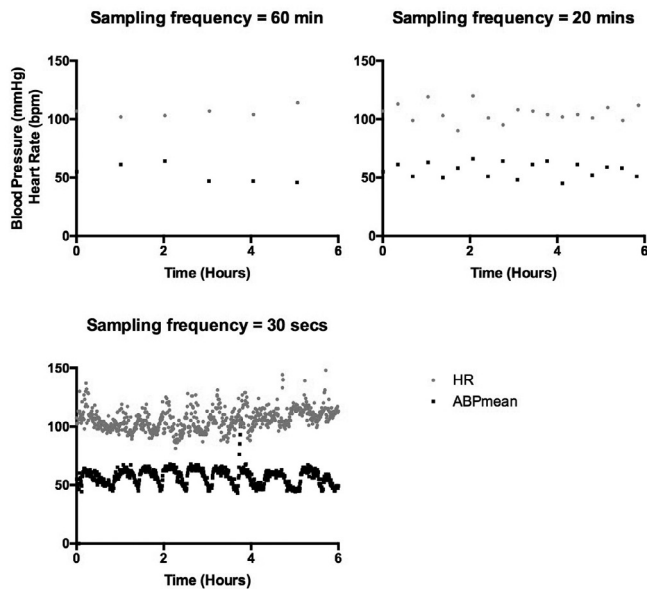 Sampling frequency = 60 min
Blood Pressure (mmHg)
Heart Rate (bpm)
150
100
50
0
0 2 4 6
Time (Hours)
Sampling frequency = 20 mins
150
100
50
0
0 2 4 6
Time (Hours)
Sampling frequency = 30 secs
150
100
50
0
0 2 4 6
Time (Hours)
HR
ABPmean